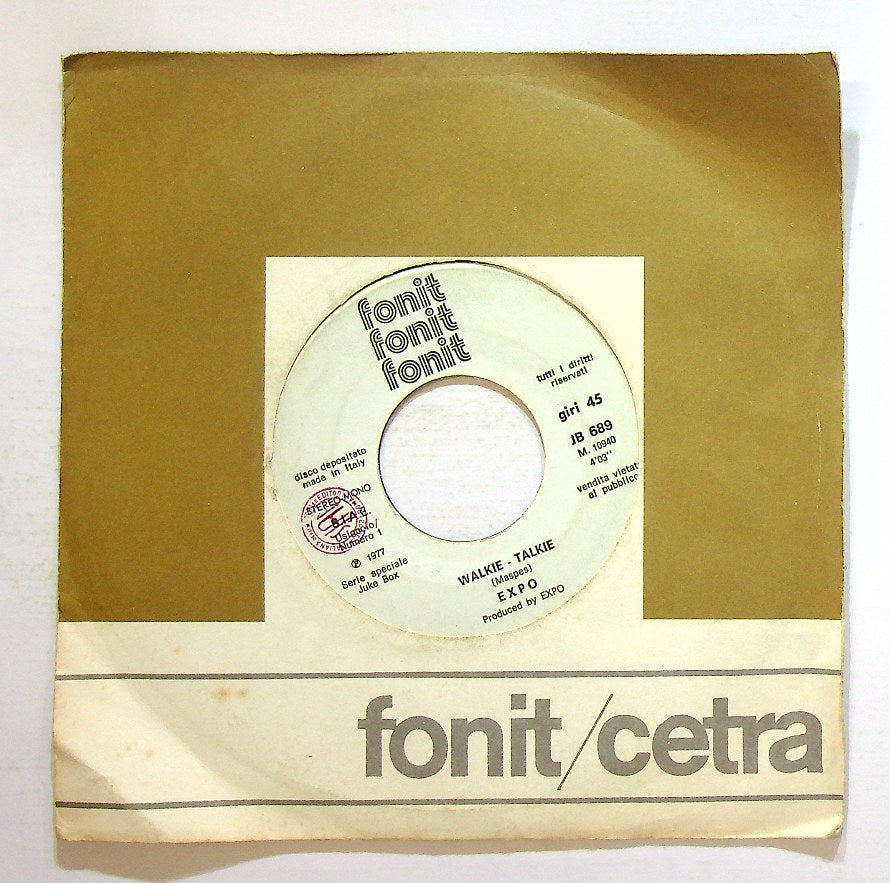 fonit
fonit
fonit
tutti i diritti
riservati
giri 45
JB 689
M. 10940
4'03''
vendita vietat
al pubblico
disco depositato
made in Italy
STEREO-MONO
S.I.A.E.
Usignolo/
Numero 1
℗ 1977
Serie speciale
Juke Box
WALKIE - TALKIE
(Maspes)
EXPO
Produced by EXPO
fonit/cetra